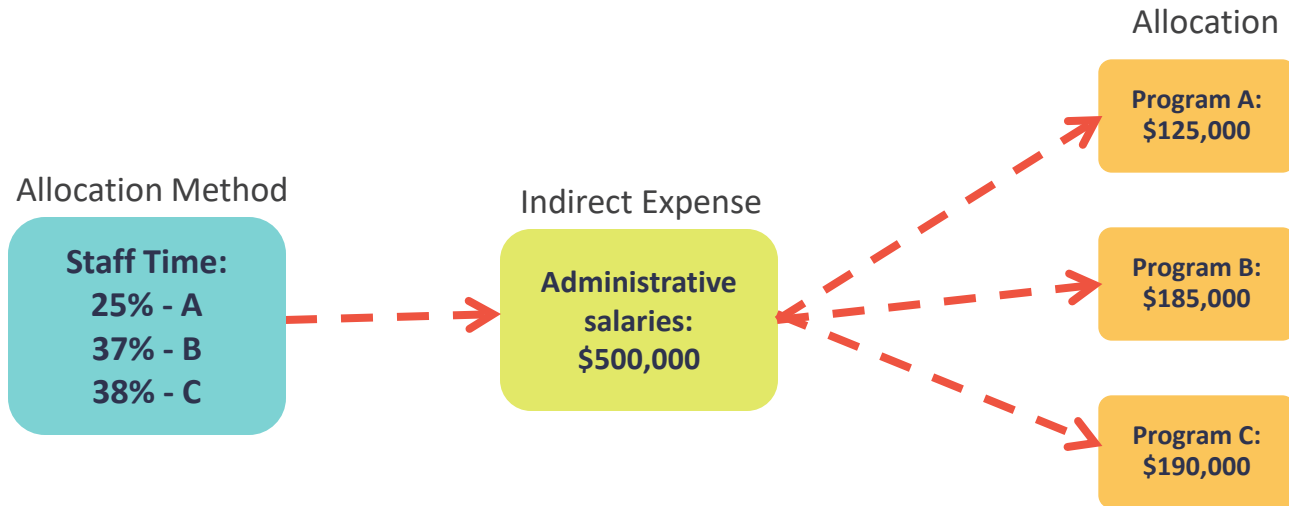 Allocation Method
Staff Time:
25% - A
37% - B
38% - C
Indirect Expense
Administrative
salaries:
$500,000
Allocation
Program A:
$125,000
Program B:
$185,000
Program C:
$190,000